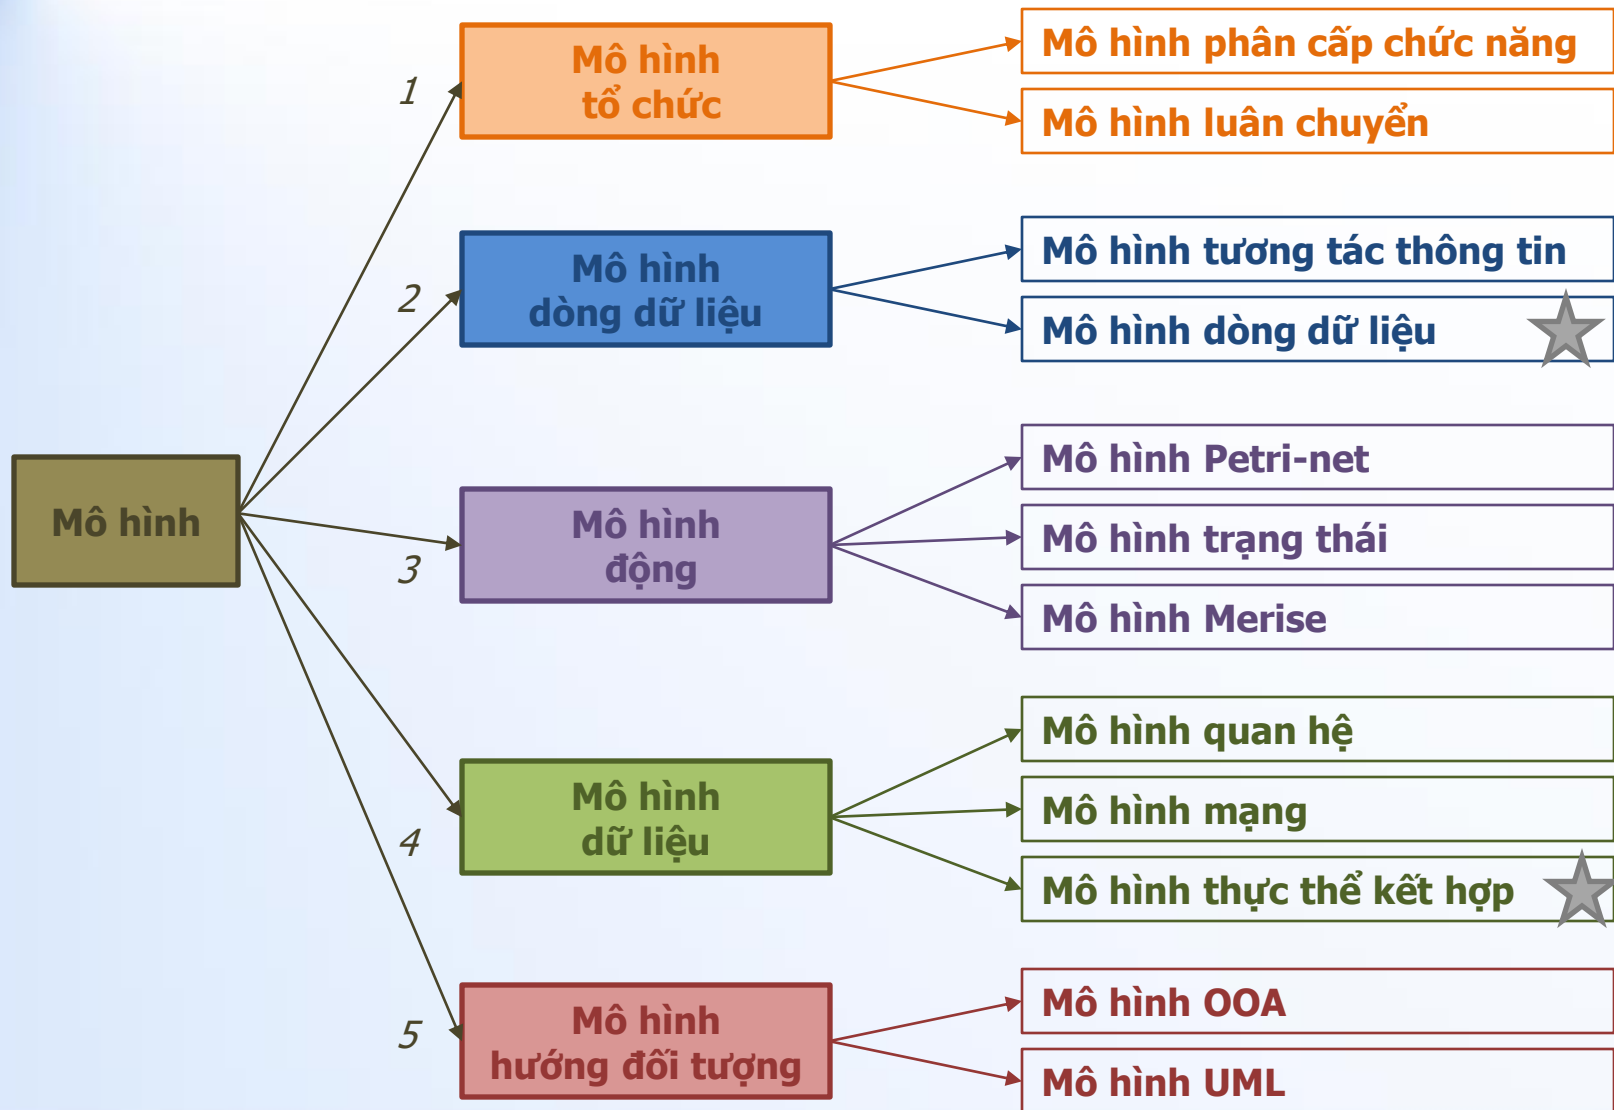 Mô hình
1
Mô hình
tổ chức
Mô hình phân cấp chức năng
Mô hình luân chuyển
2
Mô hình
dòng dữ liệu
Mô hình tương tác thông tin
Mô hình dòng dữ liệu
3
Mô hình
động
Mô hình Petri-net
Mô hình trạng thái
Mô hình Merise
4
Mô hình
dữ liệu
Mô hình quan hệ
Mô hình mạng
Mô hình thực thể kết hợp
5
Mô hình
hướng đối tượng
Mô hình OOA
Mô hình UML